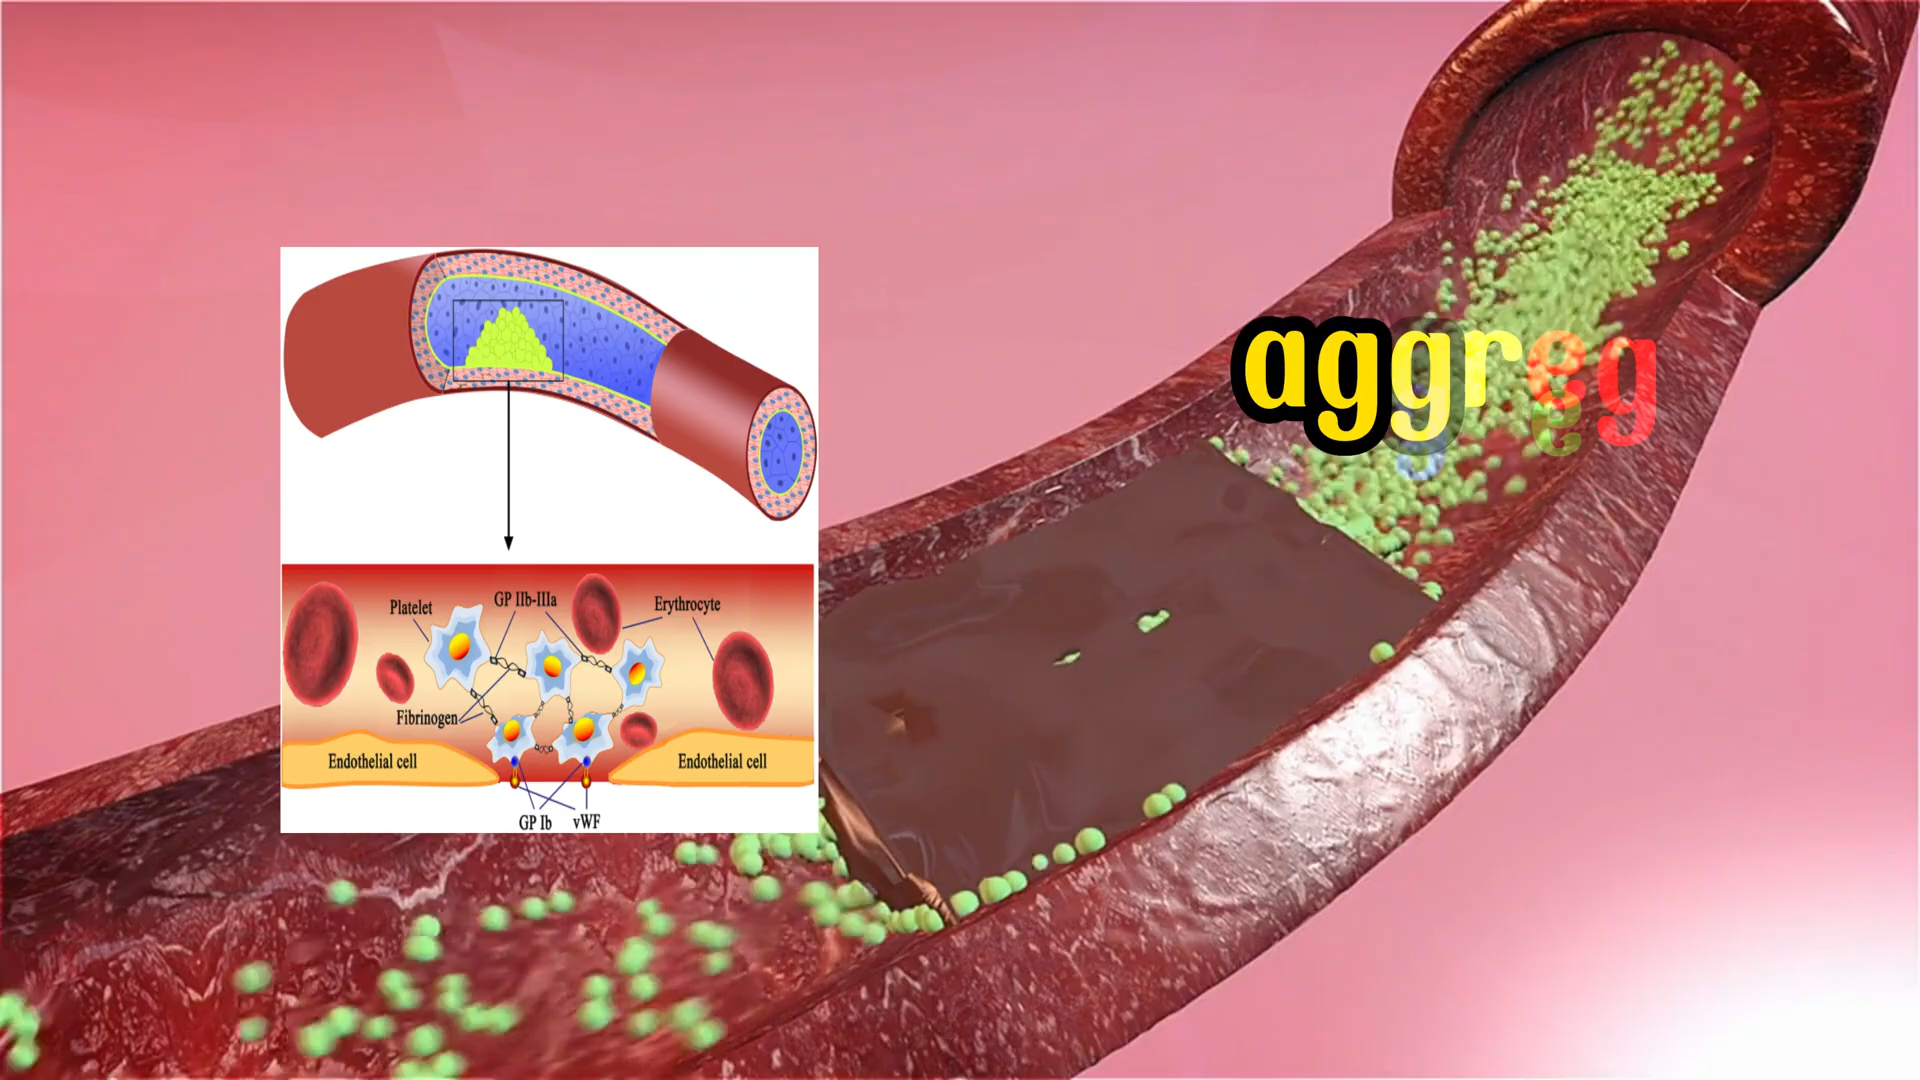 aggreg
Platelet
GP IIb-IIIa
Erythrocyte
Fibrinogen
Endothelial cell
Endothelial cell
GP Ib
vWF